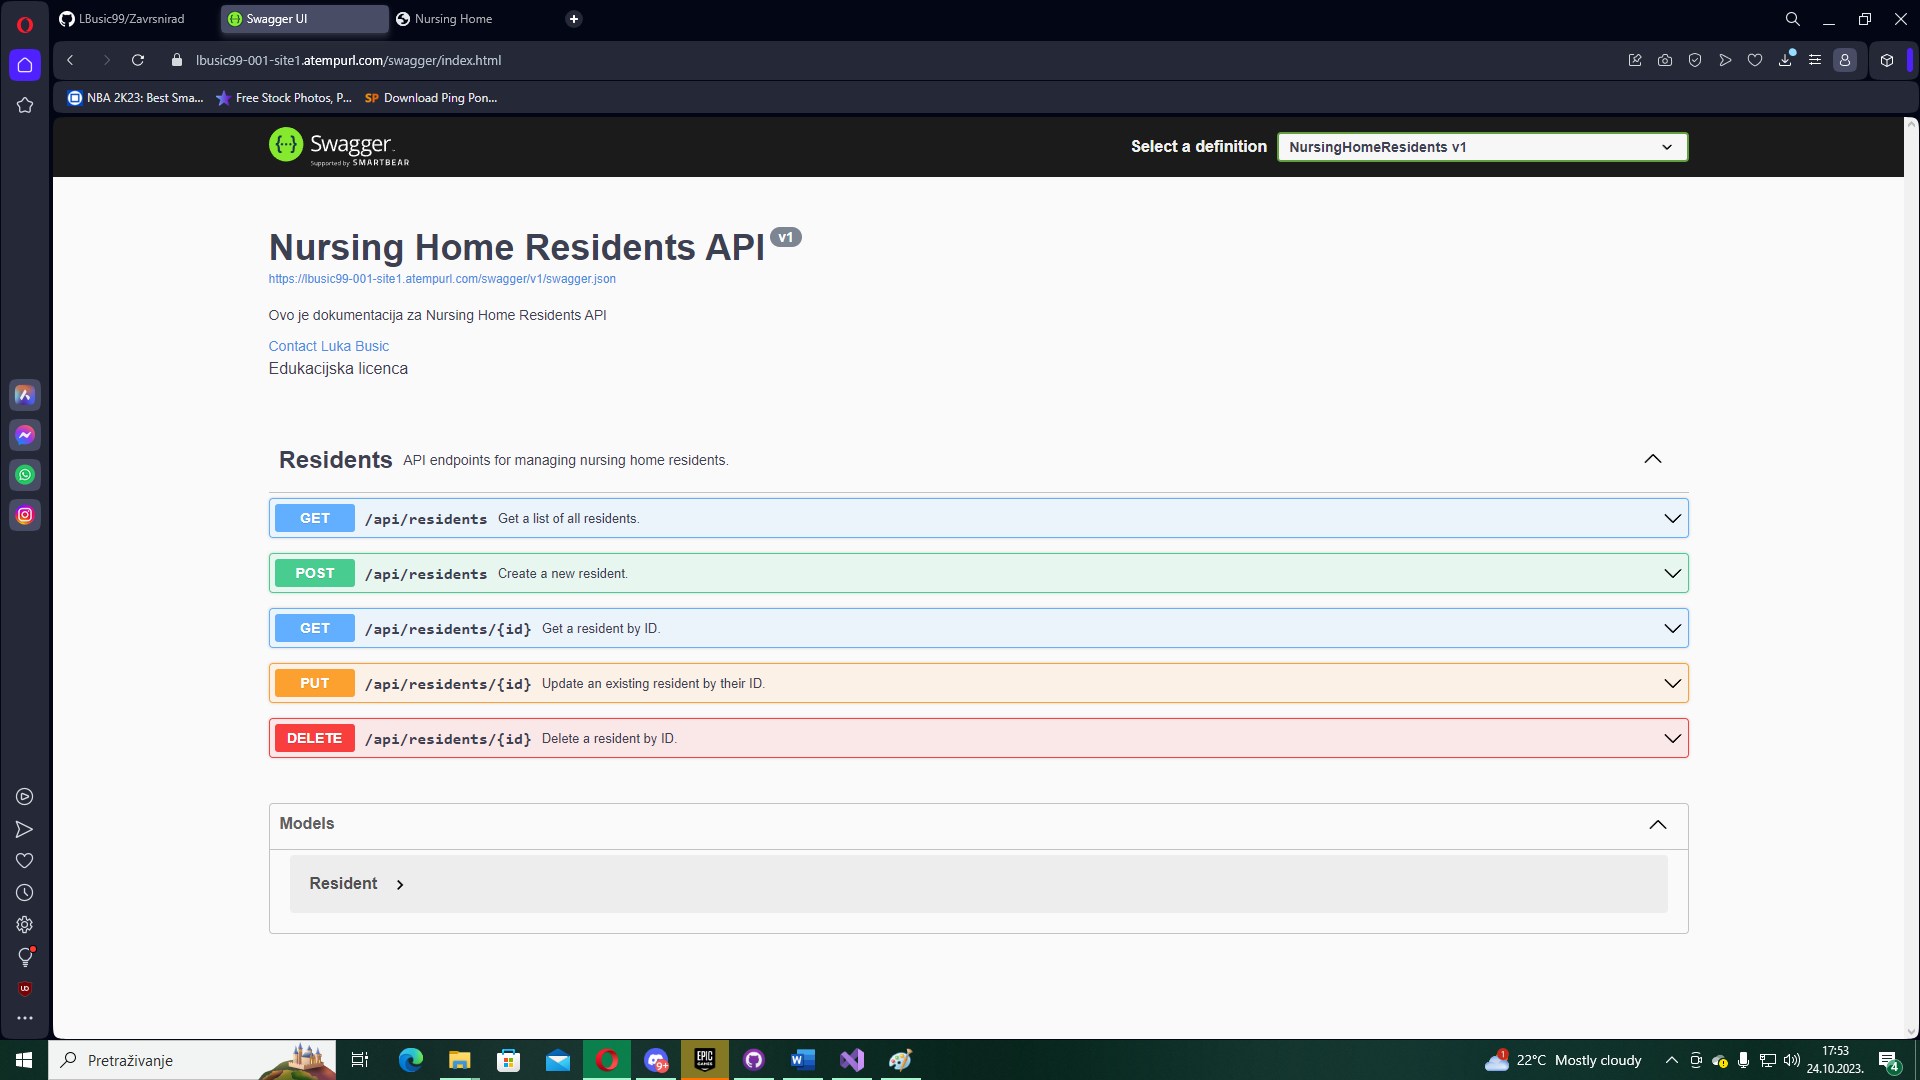 LBusic99/Zavrsnirad
Swagger UI
Nursing Home
lbusic99-001-site1.atempurl.com/swagger/index.html
NBA 2K23: Best Sma...
Free Stock Photos, P...
SP Download Ping Pon...
Swagger
Supported by SMARTBEAR
Select a definition
NursingHomeResidents v1
Nursing Home Residents API v1
https://lbusic99-001-site1.atempurl.com/swagger/v1/swagger.json
Ovo je dokumentacija za Nursing Home Residents API
Contact Luka Busic
Edukacijska licenca
Residents API endpoints for managing nursing home residents.
GET /api/residents Get a list of all residents.
POST /api/residents Create a new resident.
GET /api/residents/{id} Get a resident by ID.
PUT /api/residents/{id} Update an existing resident by their ID.
DELETE /api/residents/{id} Delete a resident by ID.
Models
Resident
Pretraživanje
9+
EPIC GAMES
1
22°C Mostly cloudy
17:53
24.10.2023.
4